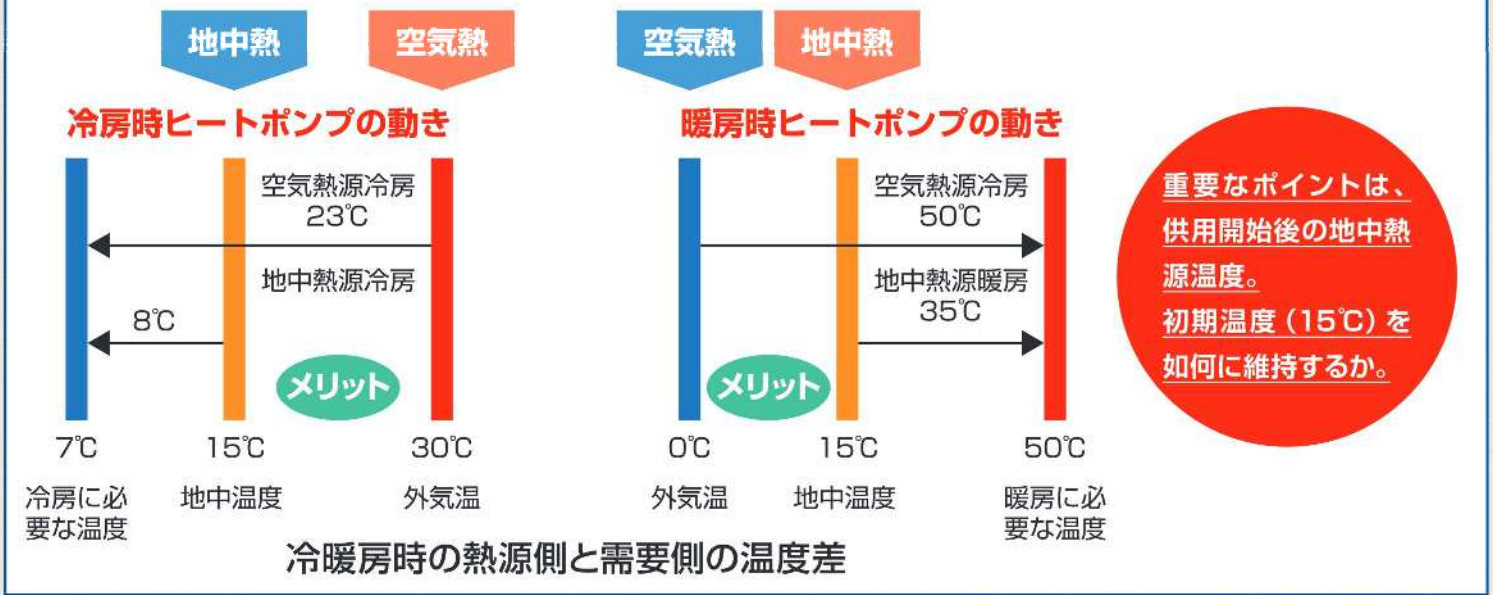 地中熱
空気熱
冷房時ヒートポンプの動き
空気熱源冷房
23℃
地中熱源冷房
8℃
メリット
7℃
15℃
30℃
冷房に必
要な温度
地中温度
外気温
空気熱
地中熱
暖房時ヒートポンプの動き
空気熱源冷房
50℃
地中熱源暖房
35℃
メリット
0℃
15℃
50℃
外気温
地中温度
暖房に必
要な温度
重要なポイントは、
供用開始後の地中熱
源温度。
初期温度（15℃）を
如何に維持するか。
冷暖房時の熱源側と需要側の温度差